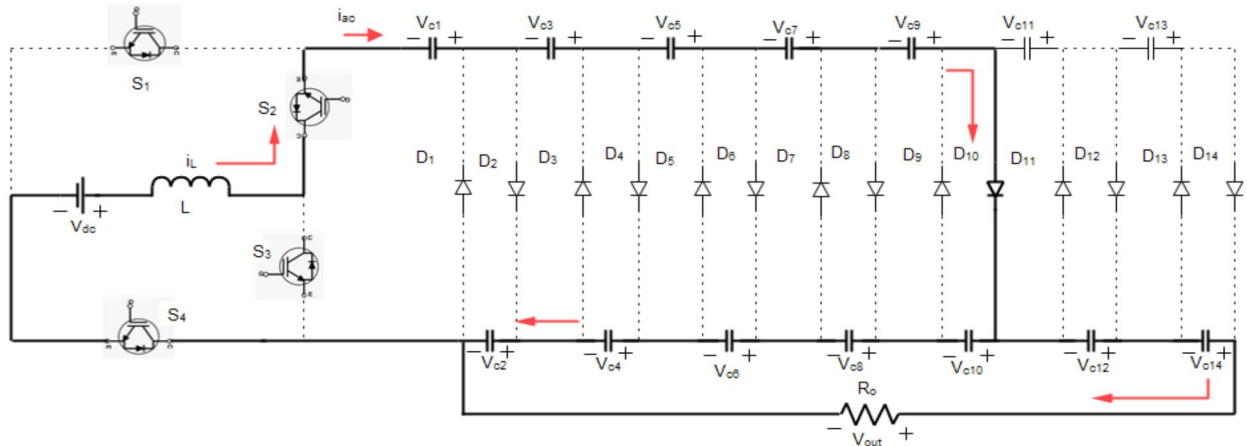 iac
Vc1
Vc3
Vc5
Vc7
Vc9
Vc11
Vc13
− +
− +
− +
− +
− +
− +
− +
S1
S2
iL
L
− Vdc +
S3
S4
D1
D2
D3
D4
D5
D6
D7
D8
D9
D10
D11
D12
D13
D14
− Vc2 +
− Vc4 +
− Vc6 +
− Vc8 +
− Vc10 +
− Vc12 +
− Vc14 +
Ro
− Vout +